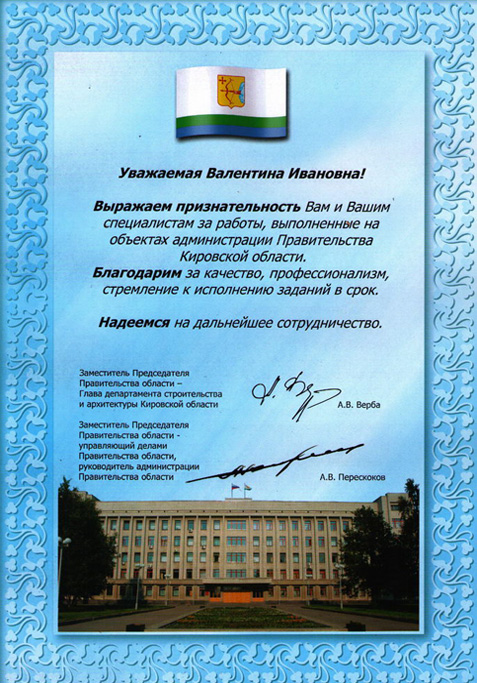 Уважаемая Валентина Ивановна!
Выражаем признательность Вам и Вашим
специалистам за работы, выполненные на
объектах администрации Правительства
Кировской области.
Благодарим за качество, профессионализм,
стремление к исполнению заданий в срок.
Надеемся на дальнейшее сотрудничество.
Заместитель Председателя
Правительства области –
Глава департамента строительства
и архитектуры Кировской области
А.В. Верба
Заместитель Председателя
Правительства области -
управляющий делами
Правительства области,
руководитель администрации
Правительства области
А.В. Перескоков